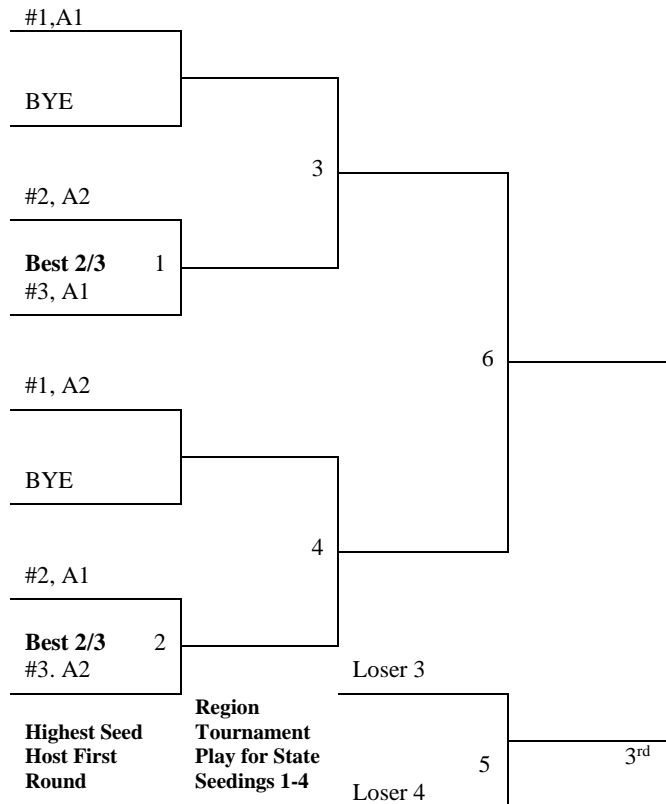 #1,A1
BYE
3
#2, A2
Best 2/3 1
#3, A1
#1, A2
6
BYE
4
#2, A1
Best 2/3 2
#3. A2
Loser 3
Highest Seed
Host First
Round
Region
Tournament
Play for State
Seedings 1-4
5
3rd
Loser 4